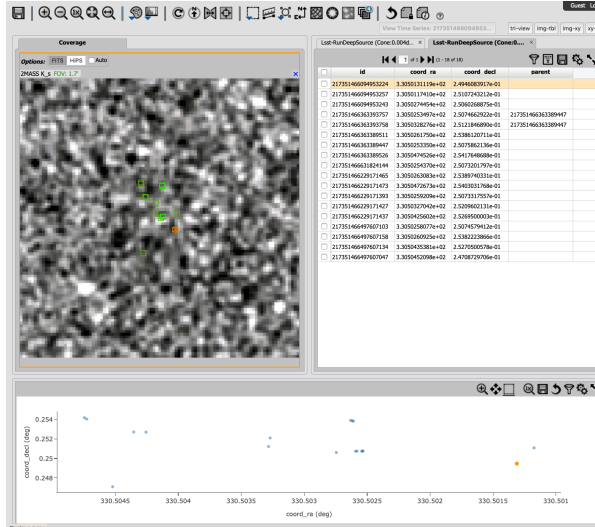 Guest Lo
View Time Series: 217351466094953...
tri-view img-tbl img-xy xy-
Coverage
Lsst-RunDeepSource (Cone:0.004d... × Lsst-RunDeepSource (Cone:0.... ×
Options: FITS HiPS Auto
1 of 1 (1 - 18 of 18)
2MASS K_s FOV: 1.7'
id coord_ra coord_decl parent
217351466094953224 3.3050131119e+02 2.4946083917e-01
217351466094953257 3.3050117410e+02 2.5107243212e-01
217351466094953243 3.3050274454e+02 2.5060268875e-01
217351466363393757 3.3050253497e+02 2.5074662922e-01 217351466363389447
217351466363393758 3.3050328276e+02 2.5121846890e-01 217351466363389447
217351466363389511 3.3050261750e+02 2.5386120711e-01
217351466363389447 3.3050253350e+02 2.5075862136e-01
217351466363389526 3.3050474526e+02 2.5417648688e-01
217351466631824144 3.3050254370e+02 2.5073201797e-01
217351466229171465 3.3050263083e+02 2.5389740331e-01
217351466229171503 3.3050472673e+02 2.5403031768e-01
217351466229171393 3.3050259209e+02 2.5073317557e-01
217351466229171427 3.3050327042e+02 2.5209602131e-01
217351466229171437 3.3050425602e+02 2.5269500003e-01
217351466497607103 3.3050258077e+02 2.5074579412e-01
217351466497607158 3.3050260925e+02 2.5382223866e-01
217351466497607134 3.3050435381e+02 2.5270500578e-01
217351466497607047 3.3050452098e+02 2.4708729706e-01
coord_decl (deg)
0.254
0.252
0.25
0.248
330.5045 330.504 330.5035 330.503 330.5025 330.502 330.5015 330.501
coord_ra (deg)